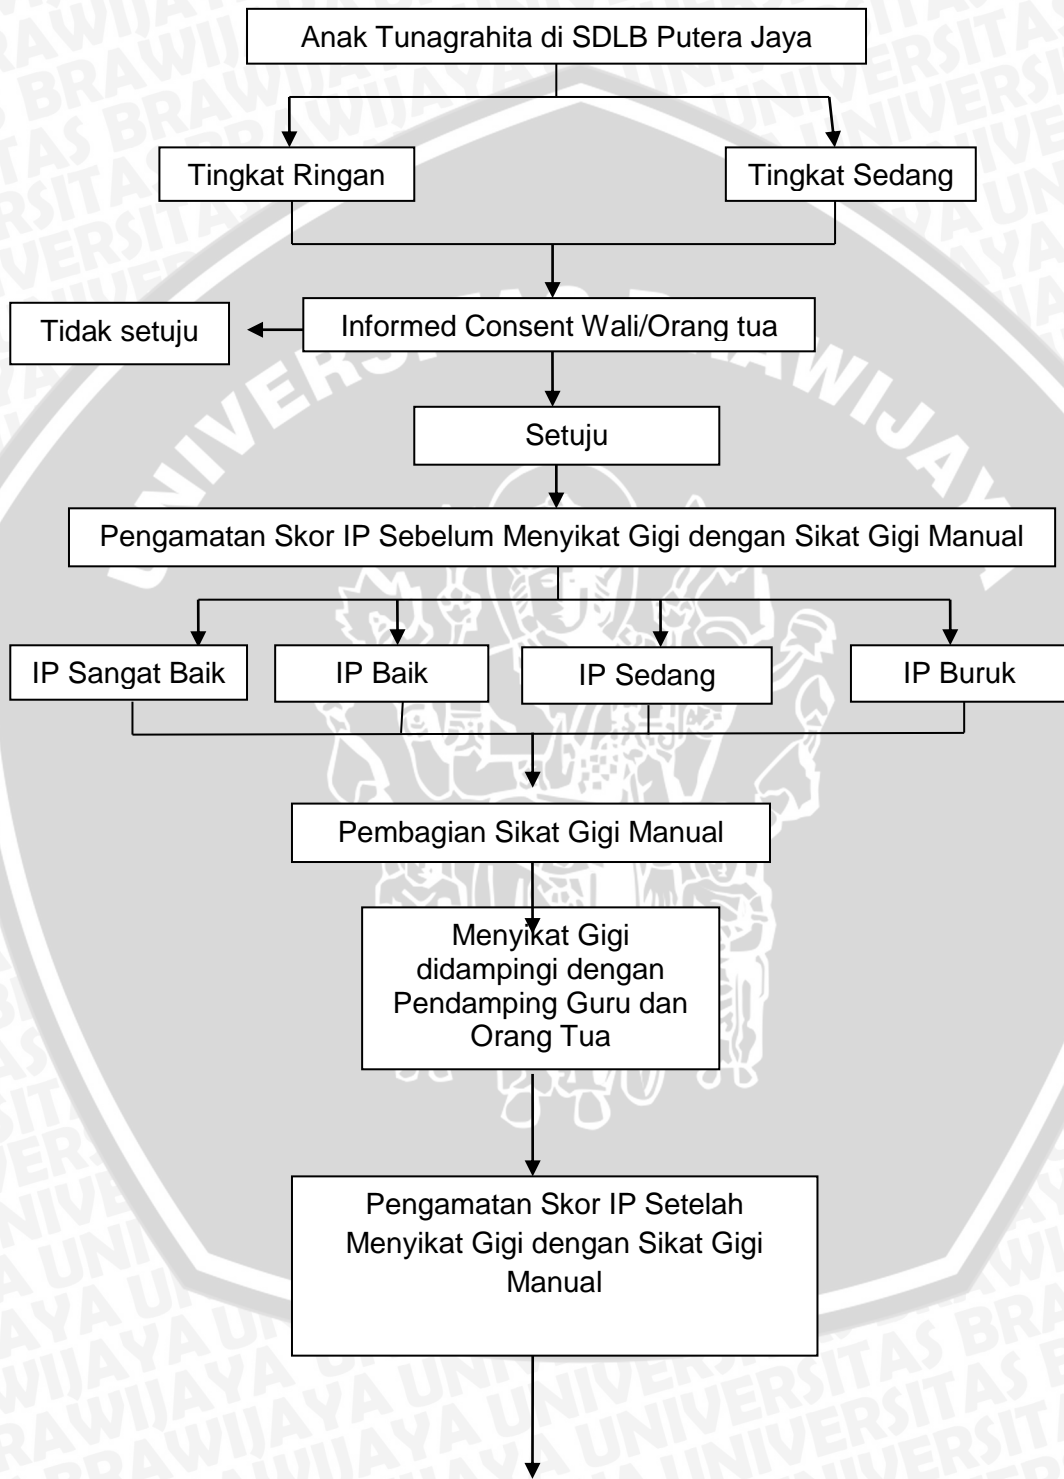 Anak Tunagrahita di SDLB Putera Jaya
Tingkat Ringan
Tingkat Sedang
Tidak setuju
Informed Consent Wali/Orang tua
Setuju
Pengamatan Skor IP Sebelum Menyikat Gigi dengan Sikat Gigi Manual
IP Sangat Baik
IP Baik
IP Sedang
IP Buruk
Pembagian Sikat Gigi Manual
Menyikat Gigi
didampingi dengan
Pendamping Guru dan
Orang Tua
Pengamatan Skor IP Setelah
Menyikat Gigi dengan Sikat Gigi
Manual
UNIVERSITAS BRAWIJAYA